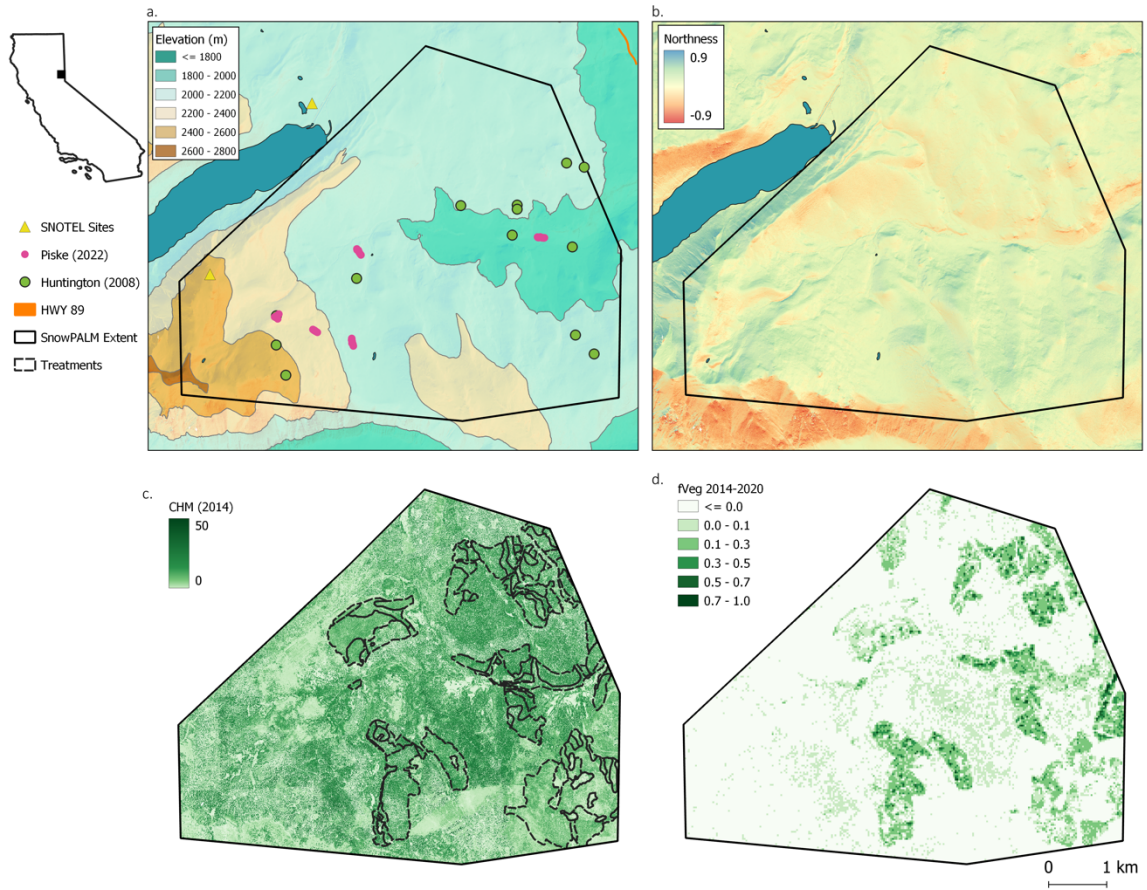 a.
Elevation (m)
<= 1800
1800 - 2000
2000 - 2200
2200 - 2400
2400 - 2600
2600 - 2800
b.
Northness
0.9
-0.9
SNOTEL Sites
Piske (2022)
Huntington (2008)
HWY 89
SnowPALM Extent
Treatments
c.
CHM (2014)
50
0
d.
fVeg 2014-2020
<= 0.0
0.0 - 0.1
0.1 - 0.3
0.3 - 0.5
0.5 - 0.7
0.7 - 1.0
0 1 km